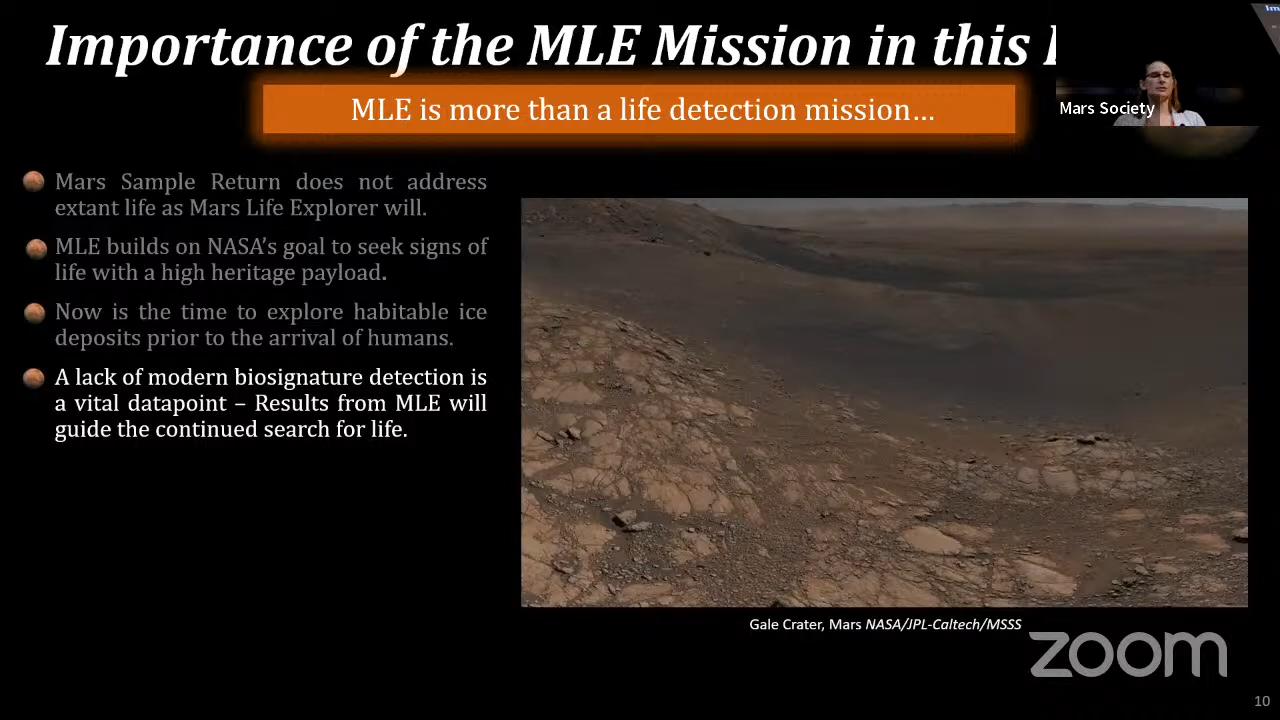 Importance of the MLE Mission in this
MLE is more than a life detection mission...
Mars Society
Mars Sample Return does not address
extant life as Mars Life Explorer will.
MLE builds on NASA's goal to seek signs of
life with a high heritage payload.
Now is the time to explore habitable ice
deposits prior to the arrival of humans.
A lack of modern biosignature detection is
a vital datapoint – Results from MLE will
guide the continued search for life.
Gale Crater, Mars NASA/JPL-Caltech/MSSS
zoom
10